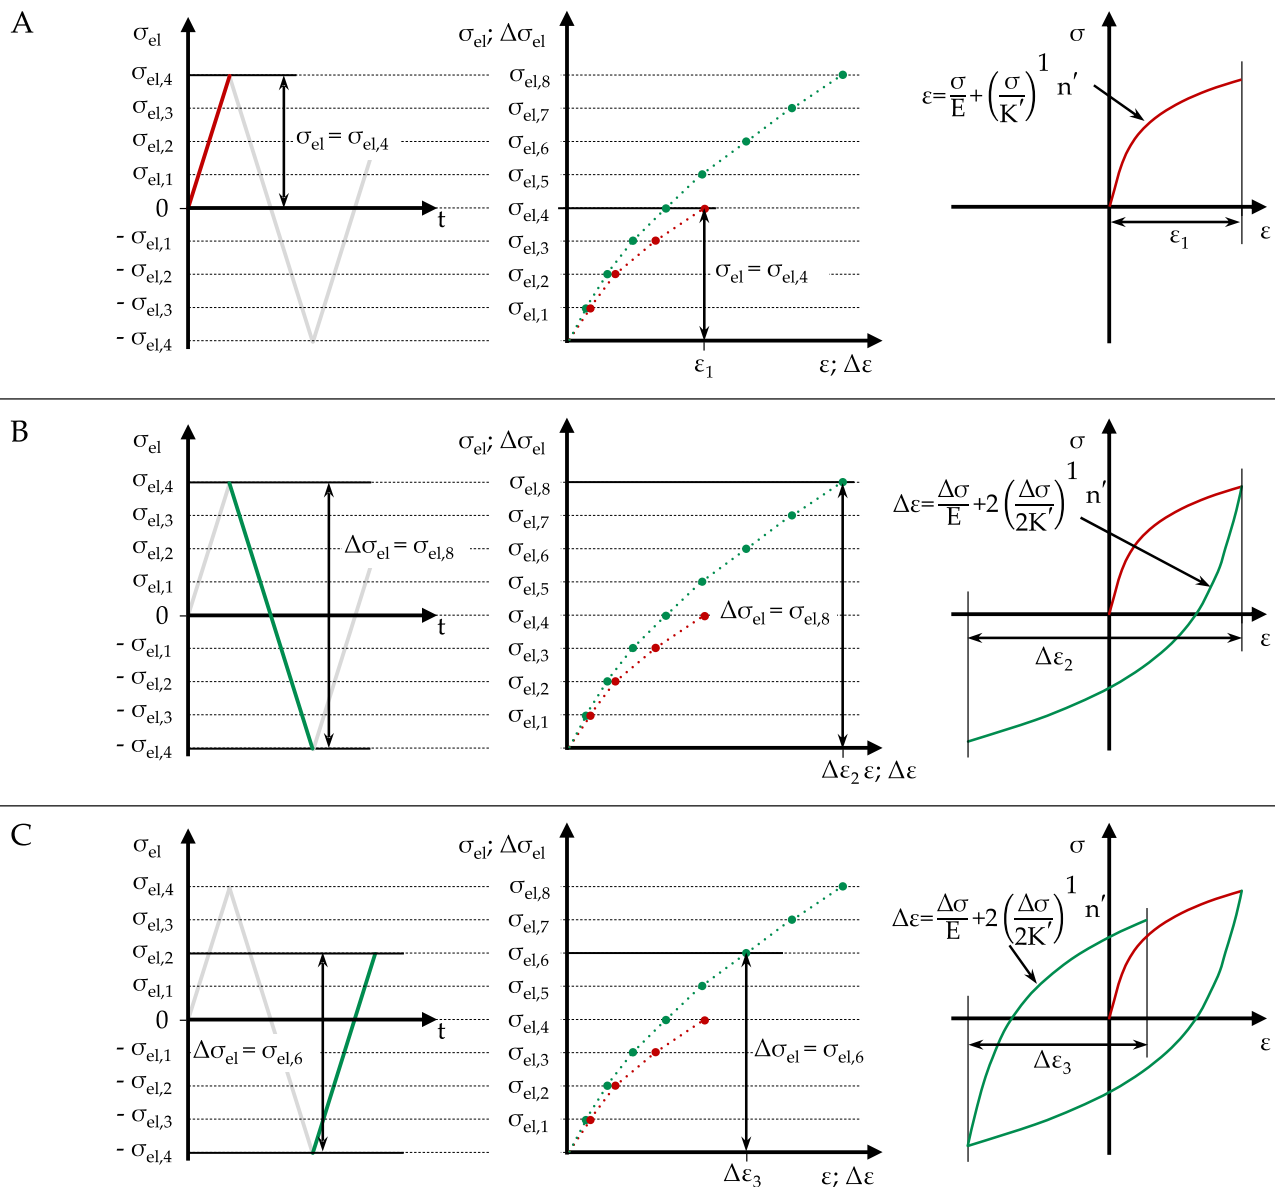 A
σel
σel,4
σel,3
σel,2
σel,1
0
- σel,1
- σel,2
- σel,3
- σel,4
σel = σel,4
t
σel; Δσel
σel,8
σel,7
σel,6
σel,5
σel,4
σel,3
σel,2
σel,1
σel = σel,4
ε1
ε; Δε
σ
ε=σ/E+(σ/K′)1 n′
ε1
ε
B
σel
σel,4
σel,3
σel,2
σel,1
0
- σel,1
- σel,2
- σel,3
- σel,4
Δσel = σel,8
t
σel; Δσel
σel,8
σel,7
σel,6
σel,5
σel,4
σel,3
σel,2
σel,1
Δσel = σel,8
Δε2 ε; Δε
σ
Δε=Δσ/E+2(Δσ/2K′)1 n′
Δε2
ε
C
σel
σel,4
σel,3
σel,2
σel,1
0
- σel,1
- σel,2
- σel,3
- σel,4
Δσel = σel,6
t
σel; Δσel
σel,8
σel,7
σel,6
σel,5
σel,4
σel,3
σel,2
σel,1
Δσel = σel,6
Δε3
ε; Δε
σ
Δε=Δσ/E+2(Δσ/2K′)1 n′
Δε3
ε